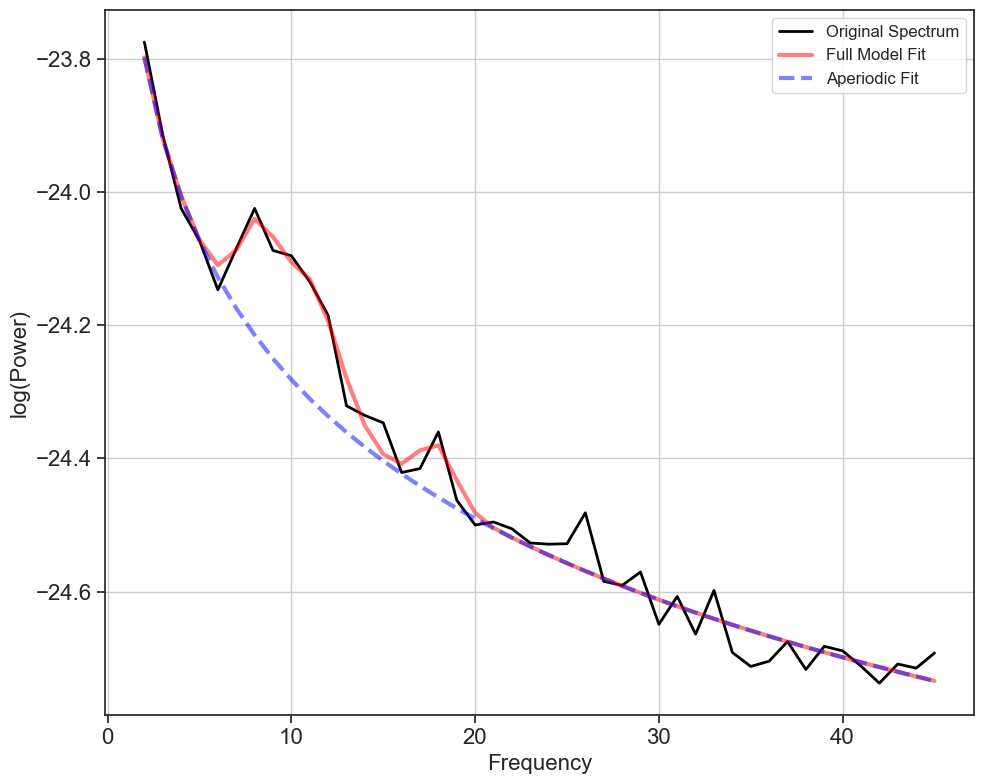 Original Spectrum
Full Model Fit
Aperiodic Fit
−23.8
−24.0
−24.2
−24.4
−24.6
log(Power)
0 10 20 30 40
Frequency